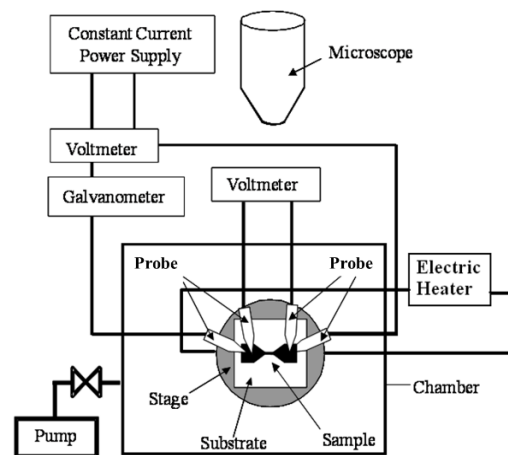 Constant Current
Power Supply
Microscope
Voltmeter
Galvanometer
Voltmeter
Probe
Probe
Electric
Heater
Stage
Chamber
Substrate
Sample
Pump